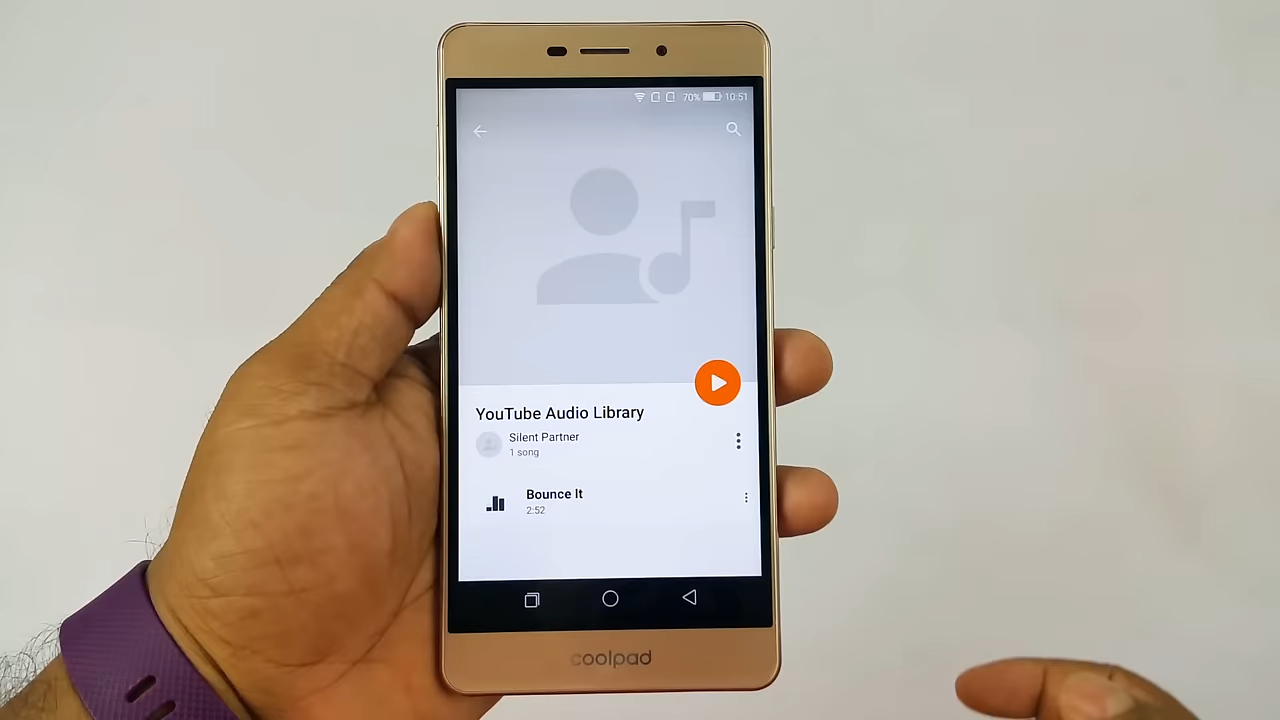 70% 10:51
YouTube Audio Library
Silent Partner
1 song
Bounce It
2:52
coolpad